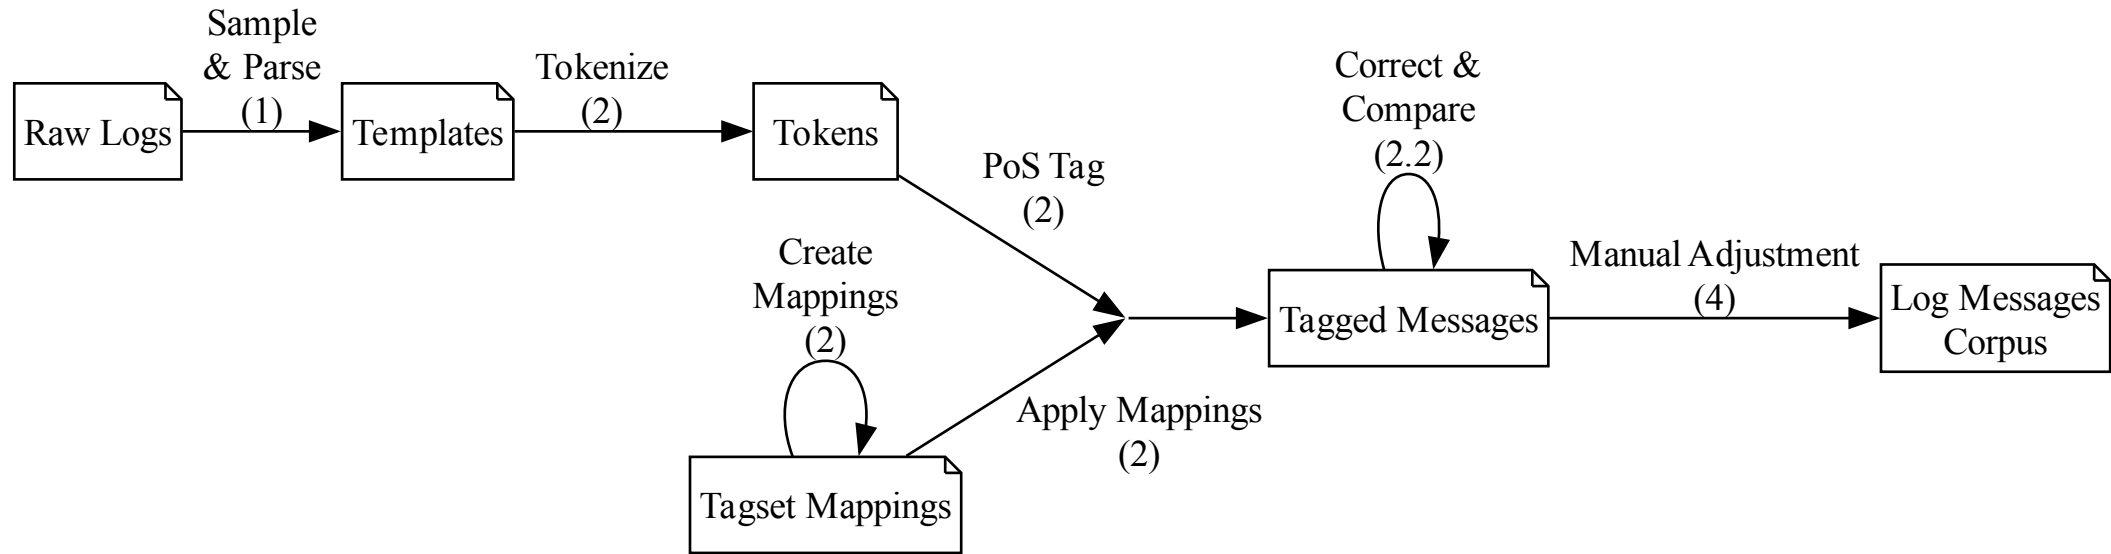 Sample
& Parse
(1)
Raw Logs
Templates
Tokenize
(2)
Tokens
PoS Tag
(2)
Create
Mappings
(2)
Tagset Mappings
Apply Mappings
(2)
Correct &
Compare
(2.2)
Tagged Messages
Manual Adjustment
(4)
Log Messages
Corpus